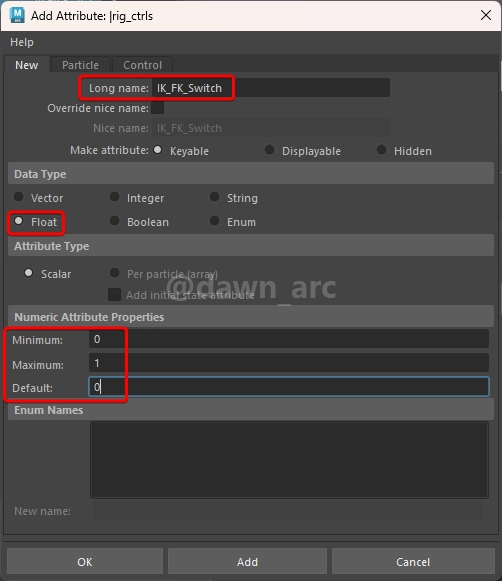 M
Add Attribute: |rig_ctrls
Help
New Particle Control
Long name: IK_FK_Switch
Override nice name:
Nice name: IK_FK_Switch
Make attribute: Keyable Displayable Hidden
Data Type
Vector Integer String
Float Boolean Enum
Attribute Type
Scalar Per particle (array)
Add initial state attribute
@dawn_arc
Numeric Attribute Properties
Minimum: 0
Maximum: 1
Default: 0
Enum Names
New name:
OK Add Cancel